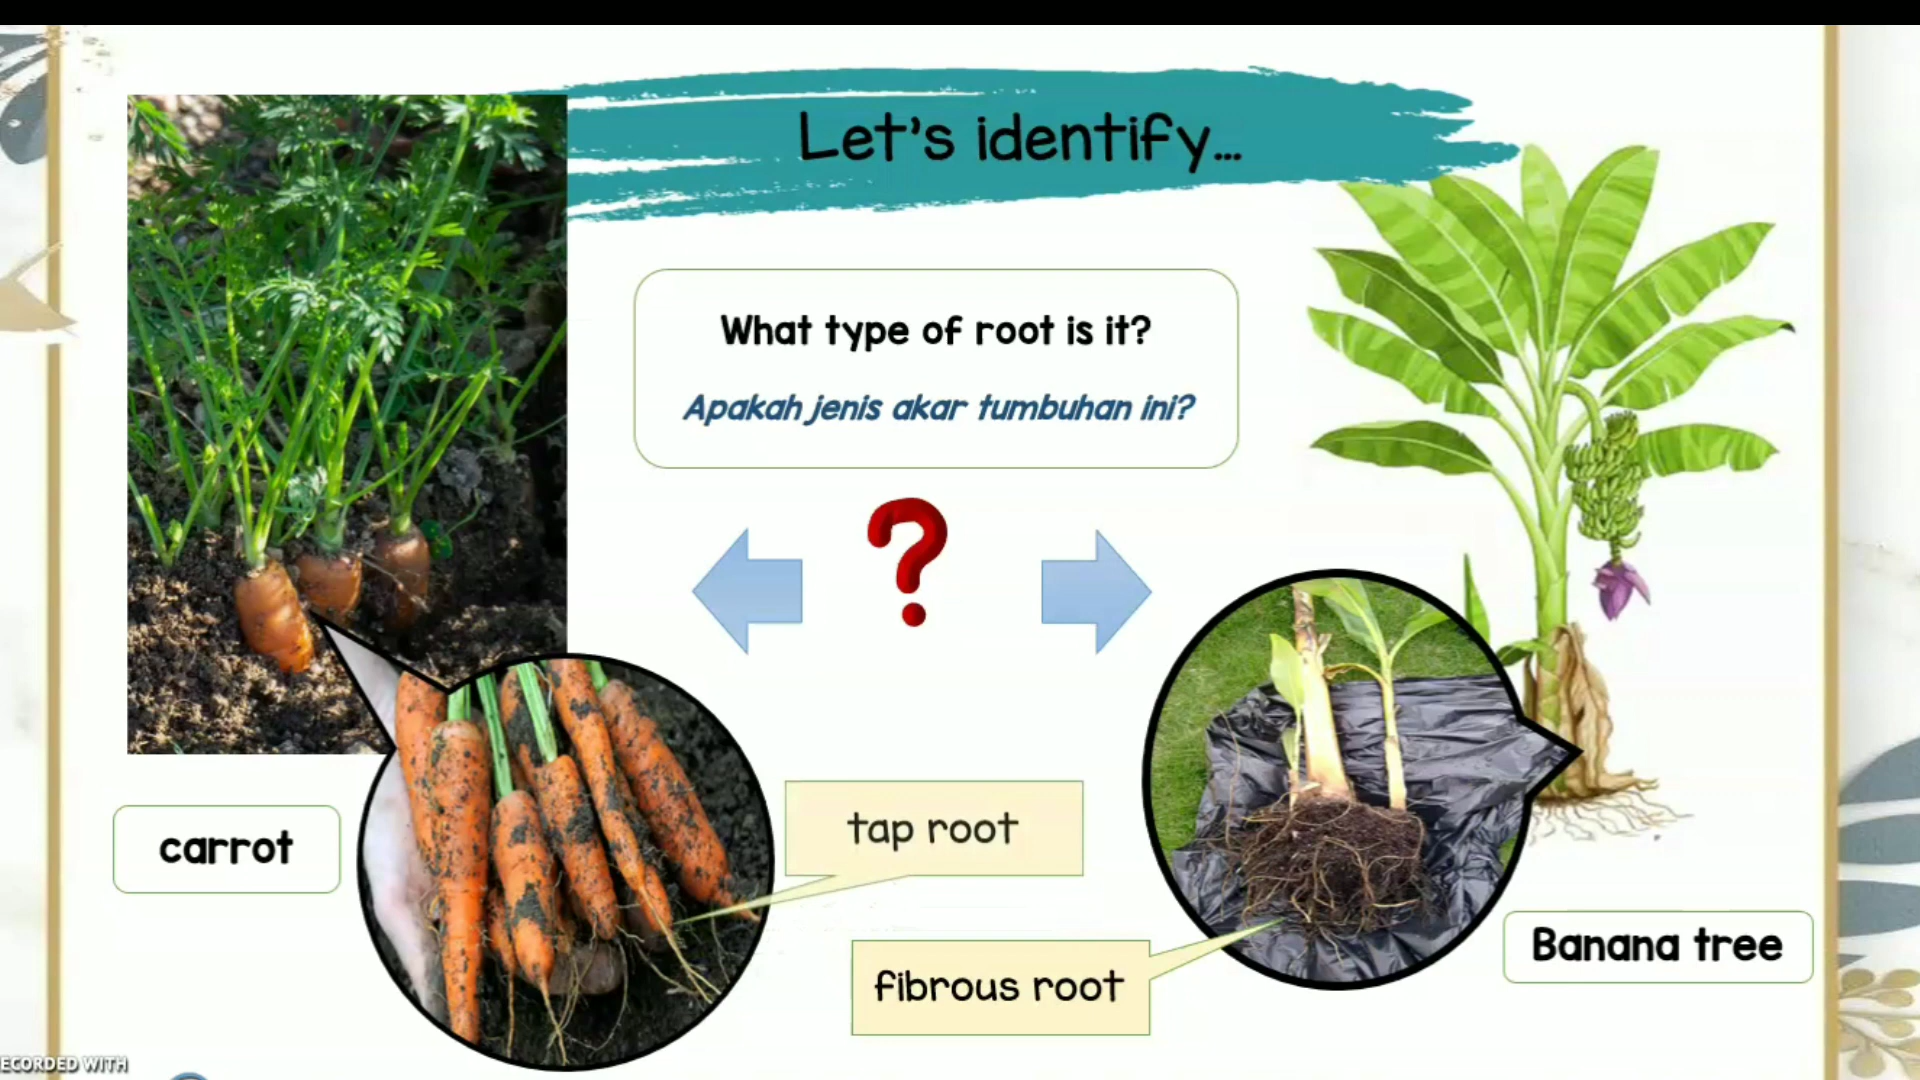 Let's identify...
What type of root is it?
Apakah jenis akar tumbuhan ini?
tap root
carrot
Banana tree
fibrous root
ECORDED WITH